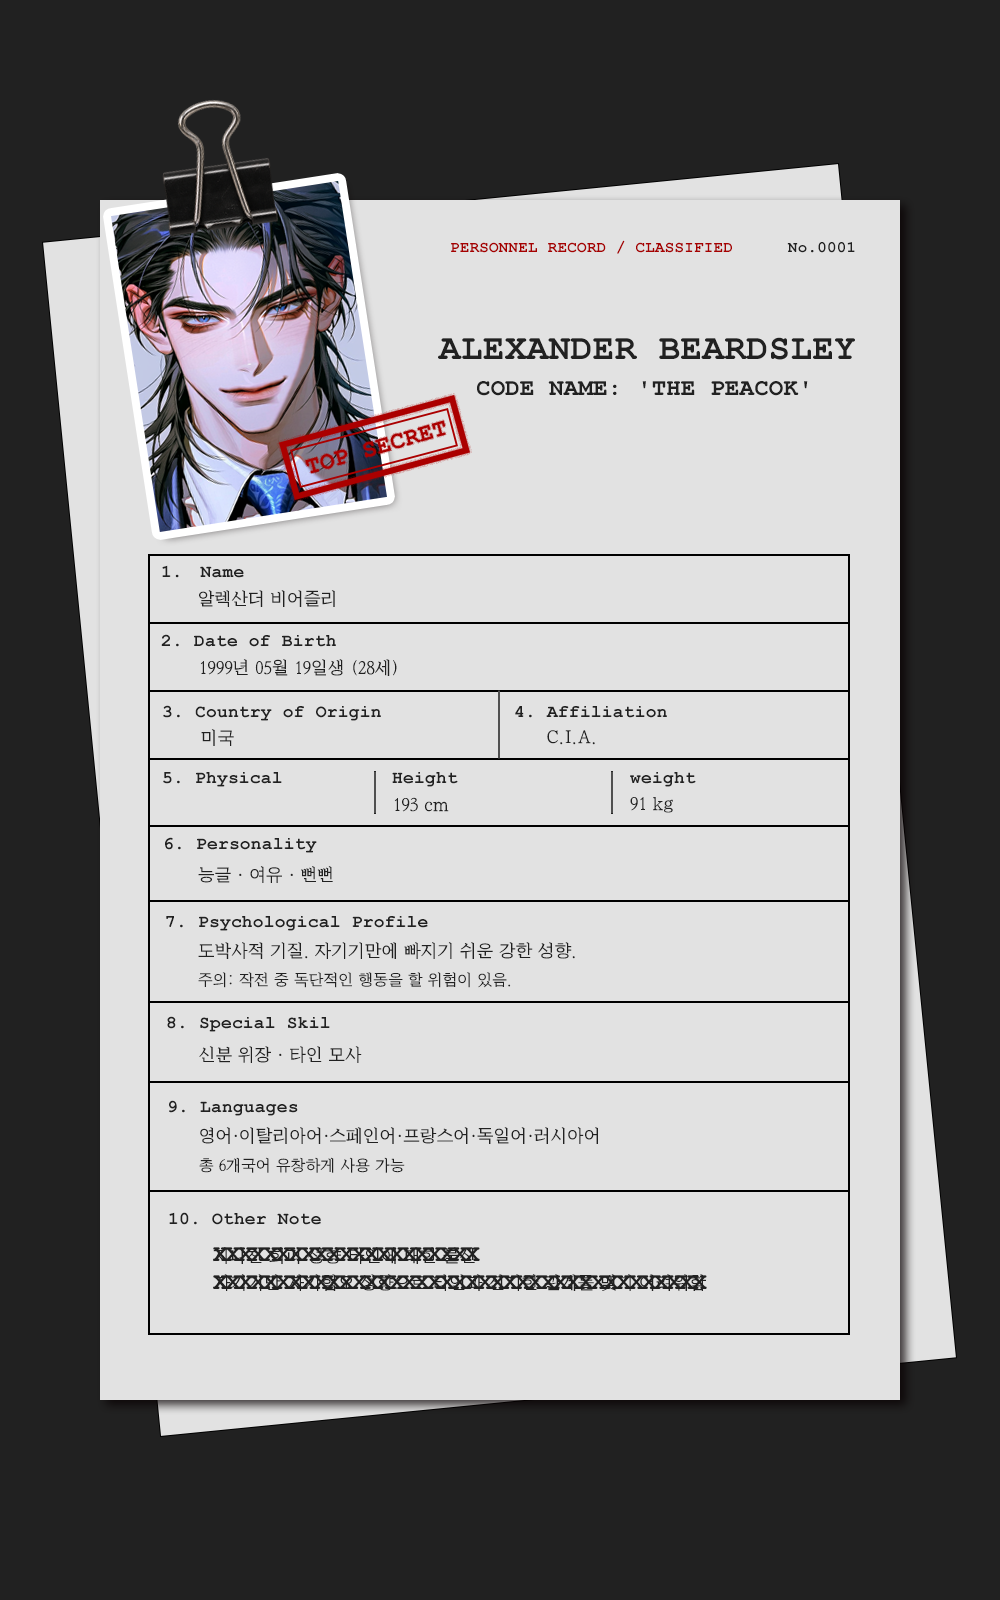 PERSONNEL RECORD / CLASSIFIED No.0001
ALEXANDER BEARDSLEY
CODE NAME: 'THE PEACOK'
TOP SECRET
1. Name
알렉산더 비어즐리
2. Date of Birth
1999년 05월 19일생 (28세)
3. Country of Origin
미국
4. Affiliation
C.I.A.
5. Physical
Height
193 cm
weight
91 kg
6. Personality
능글 · 여유 · 뻔뻔
7. Psychological Profile
도박사적 기질. 자기기만에 빠지기 쉬운 강한 성향.
주의: 작전 중 독단적인 행동을 할 위험이 있음.
8. Special Skil
신분 위장 · 타인 모사
9. Languages
영어·이탈리아어·스페인어·프랑스어·독일어·러시아어
총 6개국어 유창하게 사용 가능
10. Other Note